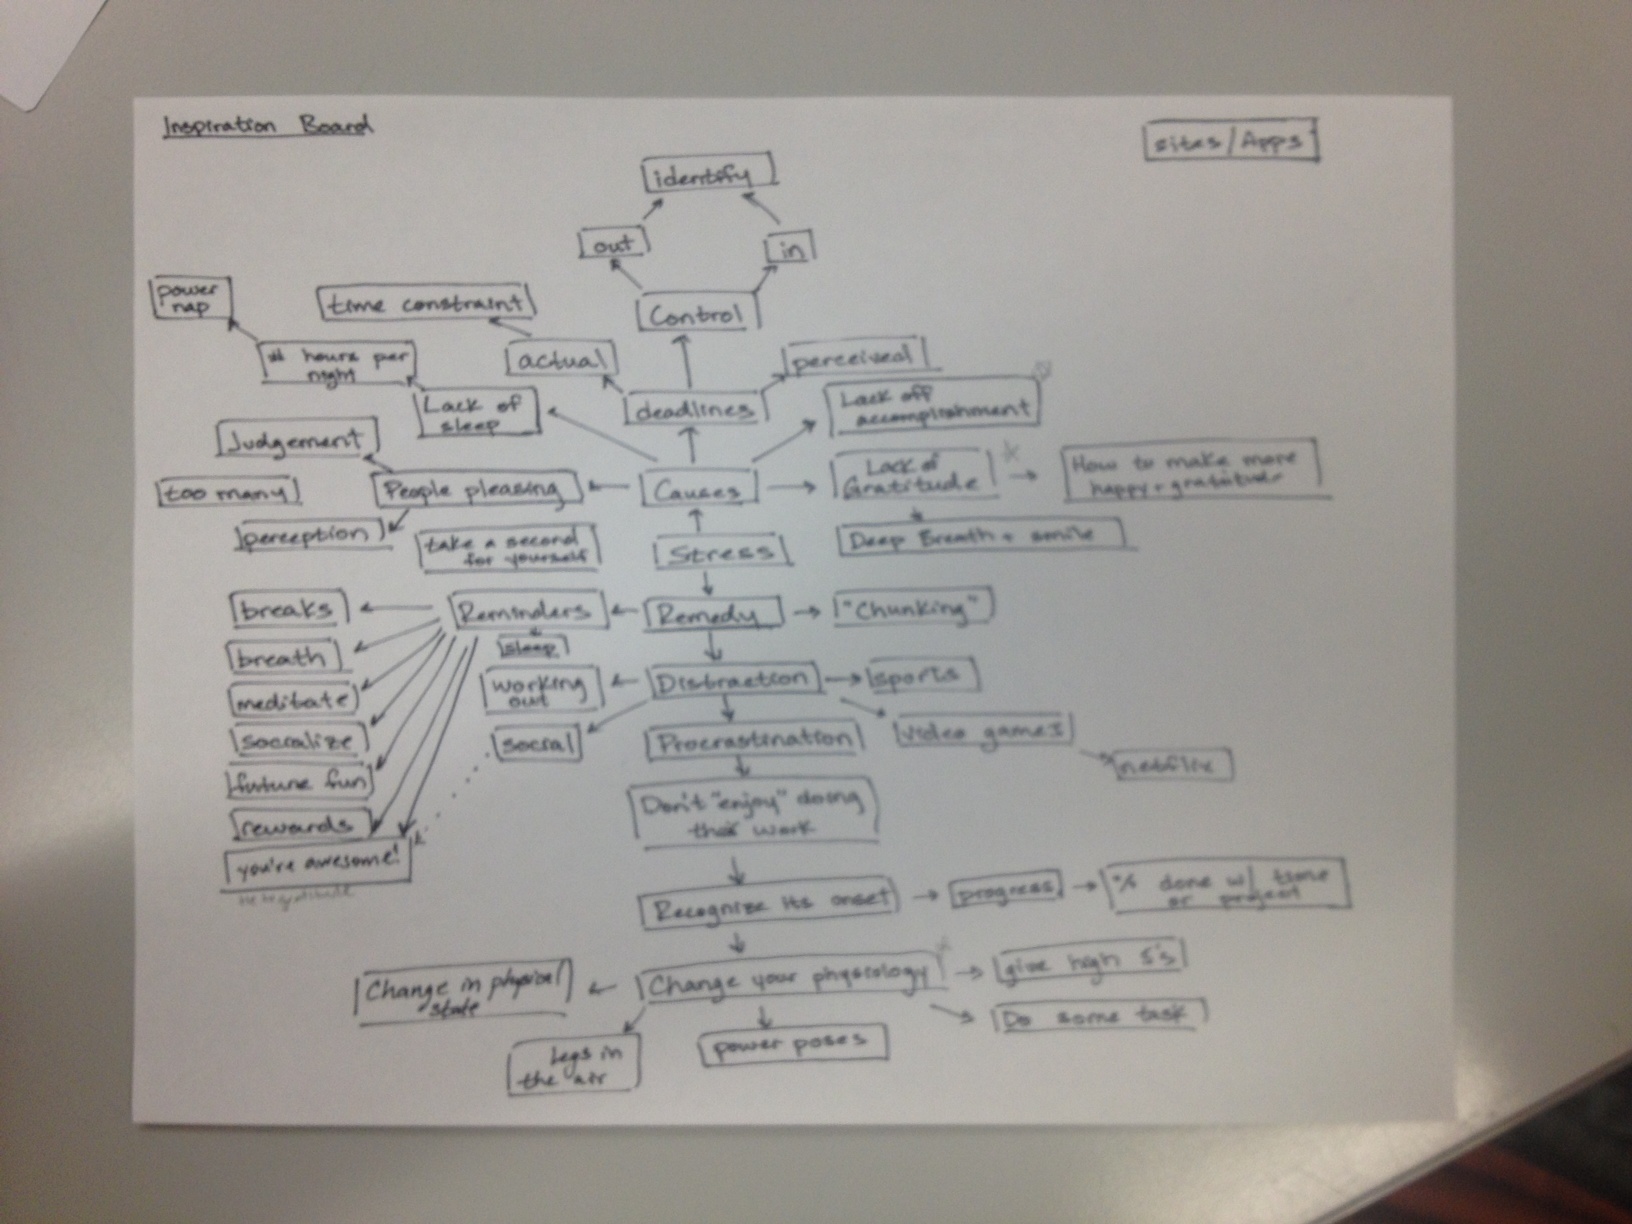 Inspiration Board
Sites/Apps
identify
out
in
power
nap
time constraint
Control
# hours per
night
actual
perceived
Lack of
sleep
deadlines
Lack off
accomplishment
Judgement
too many
People pleasing
Causes
Lack of
Gratitude
How to make more
happy + gratitude
perception
take a second
for yourself
Stress
Deep Breath + smile
breaks
Reminders
Remedy
"Chunking"
sleep
breath
working
out
Distraction
sports
meditate
socialize
social
Procrastination
video games
netflix
future fun
Don't "enjoy" doing
work
rewards
you're awesome!
Recognize its onset
progress
% done w/
or project
Change in physical
state
Change your physiology
give high 5's
Do some task
Legs in
the air
power poses